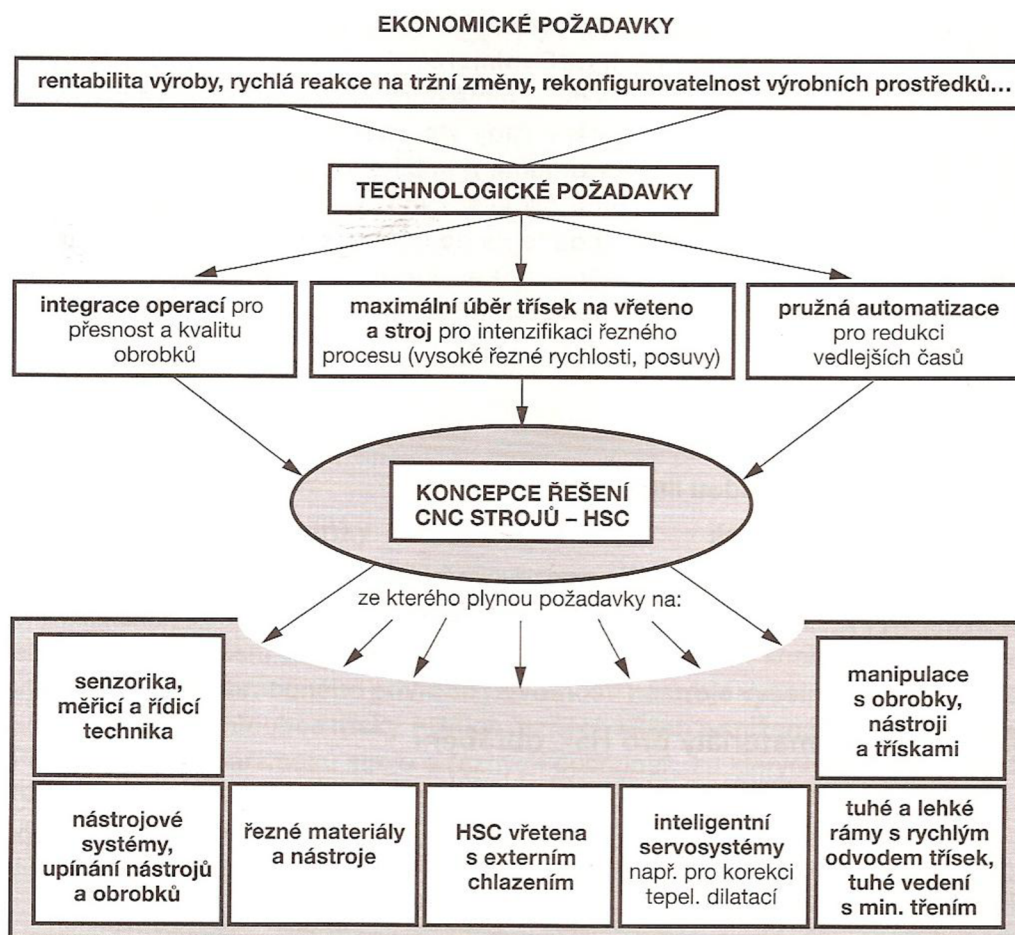 EKONOMICKÉ POŽADAVKY
rentabilita výroby, rychlá reakce na tržní změny, rekonfigurovatelnost výrobních prostředků...
TECHNOLOGICKÉ POŽADAVKY
integrace operací pro
přesnost a kvalitu
obrobků
maximální úběr třísek na vřeteno
a stroj pro intenzifikaci řezného
procesu (vysoké řezné rychlosti, posuvy)
pružná automatizace
pro redukci
vedlejších časů
KONCEPCE ŘEŠENÍ
CNC STROJŮ – HSC
ze kterého plynou požadavky na:
senzorika,
měřicí a řídicí
technika
manipulace
s obrobky,
nástroji
a třískami
nástrojové
systémy,
upínání nástrojů
a obrobků
řezné materiály
a nástroje
HSC vřetena
s externím
chlazením
inteligentní
servosystémy
např. pro korekci
tepel. dilatací
tuhé a lehké
rámy s rychlým
odvodem třísek,
tuhé vedení
s min. třením